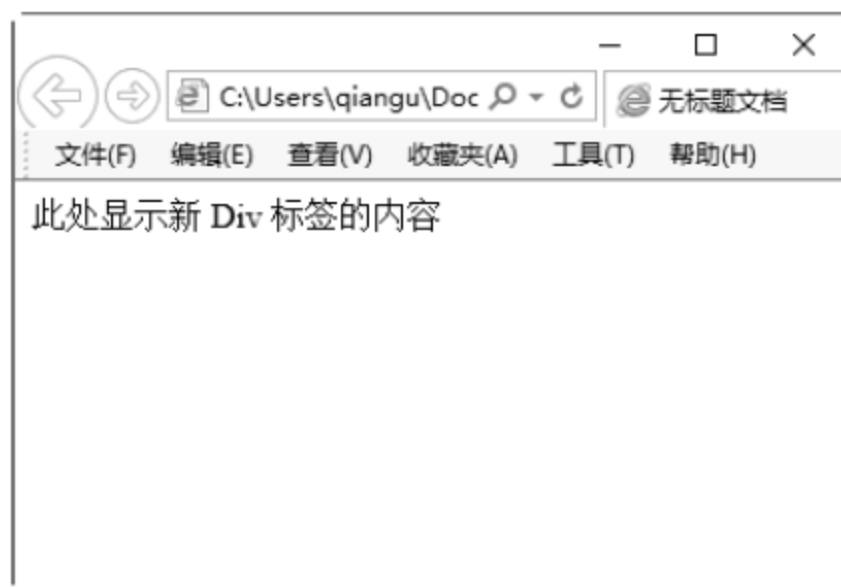 C:\Users\qiangu\Doc 无标题文档
文件(F) 编辑(E) 查看(V) 收藏夹(A) 工具(T) 帮助(H)
此处显示新 Div 标签的内容